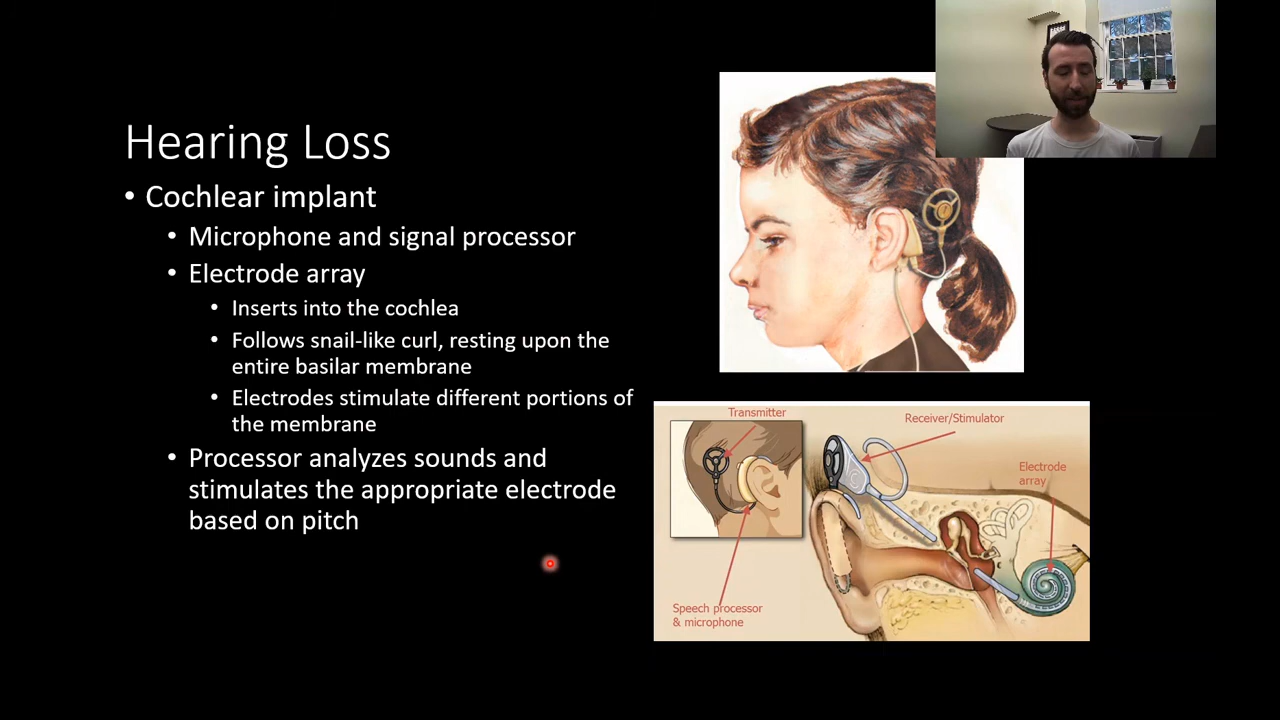 Hearing Loss
• Cochlear implant
• Microphone and signal processor
• Electrode array
• Inserts into the cochlea
• Follows snail-like curl, resting upon the
entire basilar membrane
• Electrodes stimulate different portions of
the membrane
• Processor analyzes sounds and
stimulates the appropriate electrode
based on pitch
Transmitter
Receiver/Stimulator
Electrode
array
Speech processor
& microphone